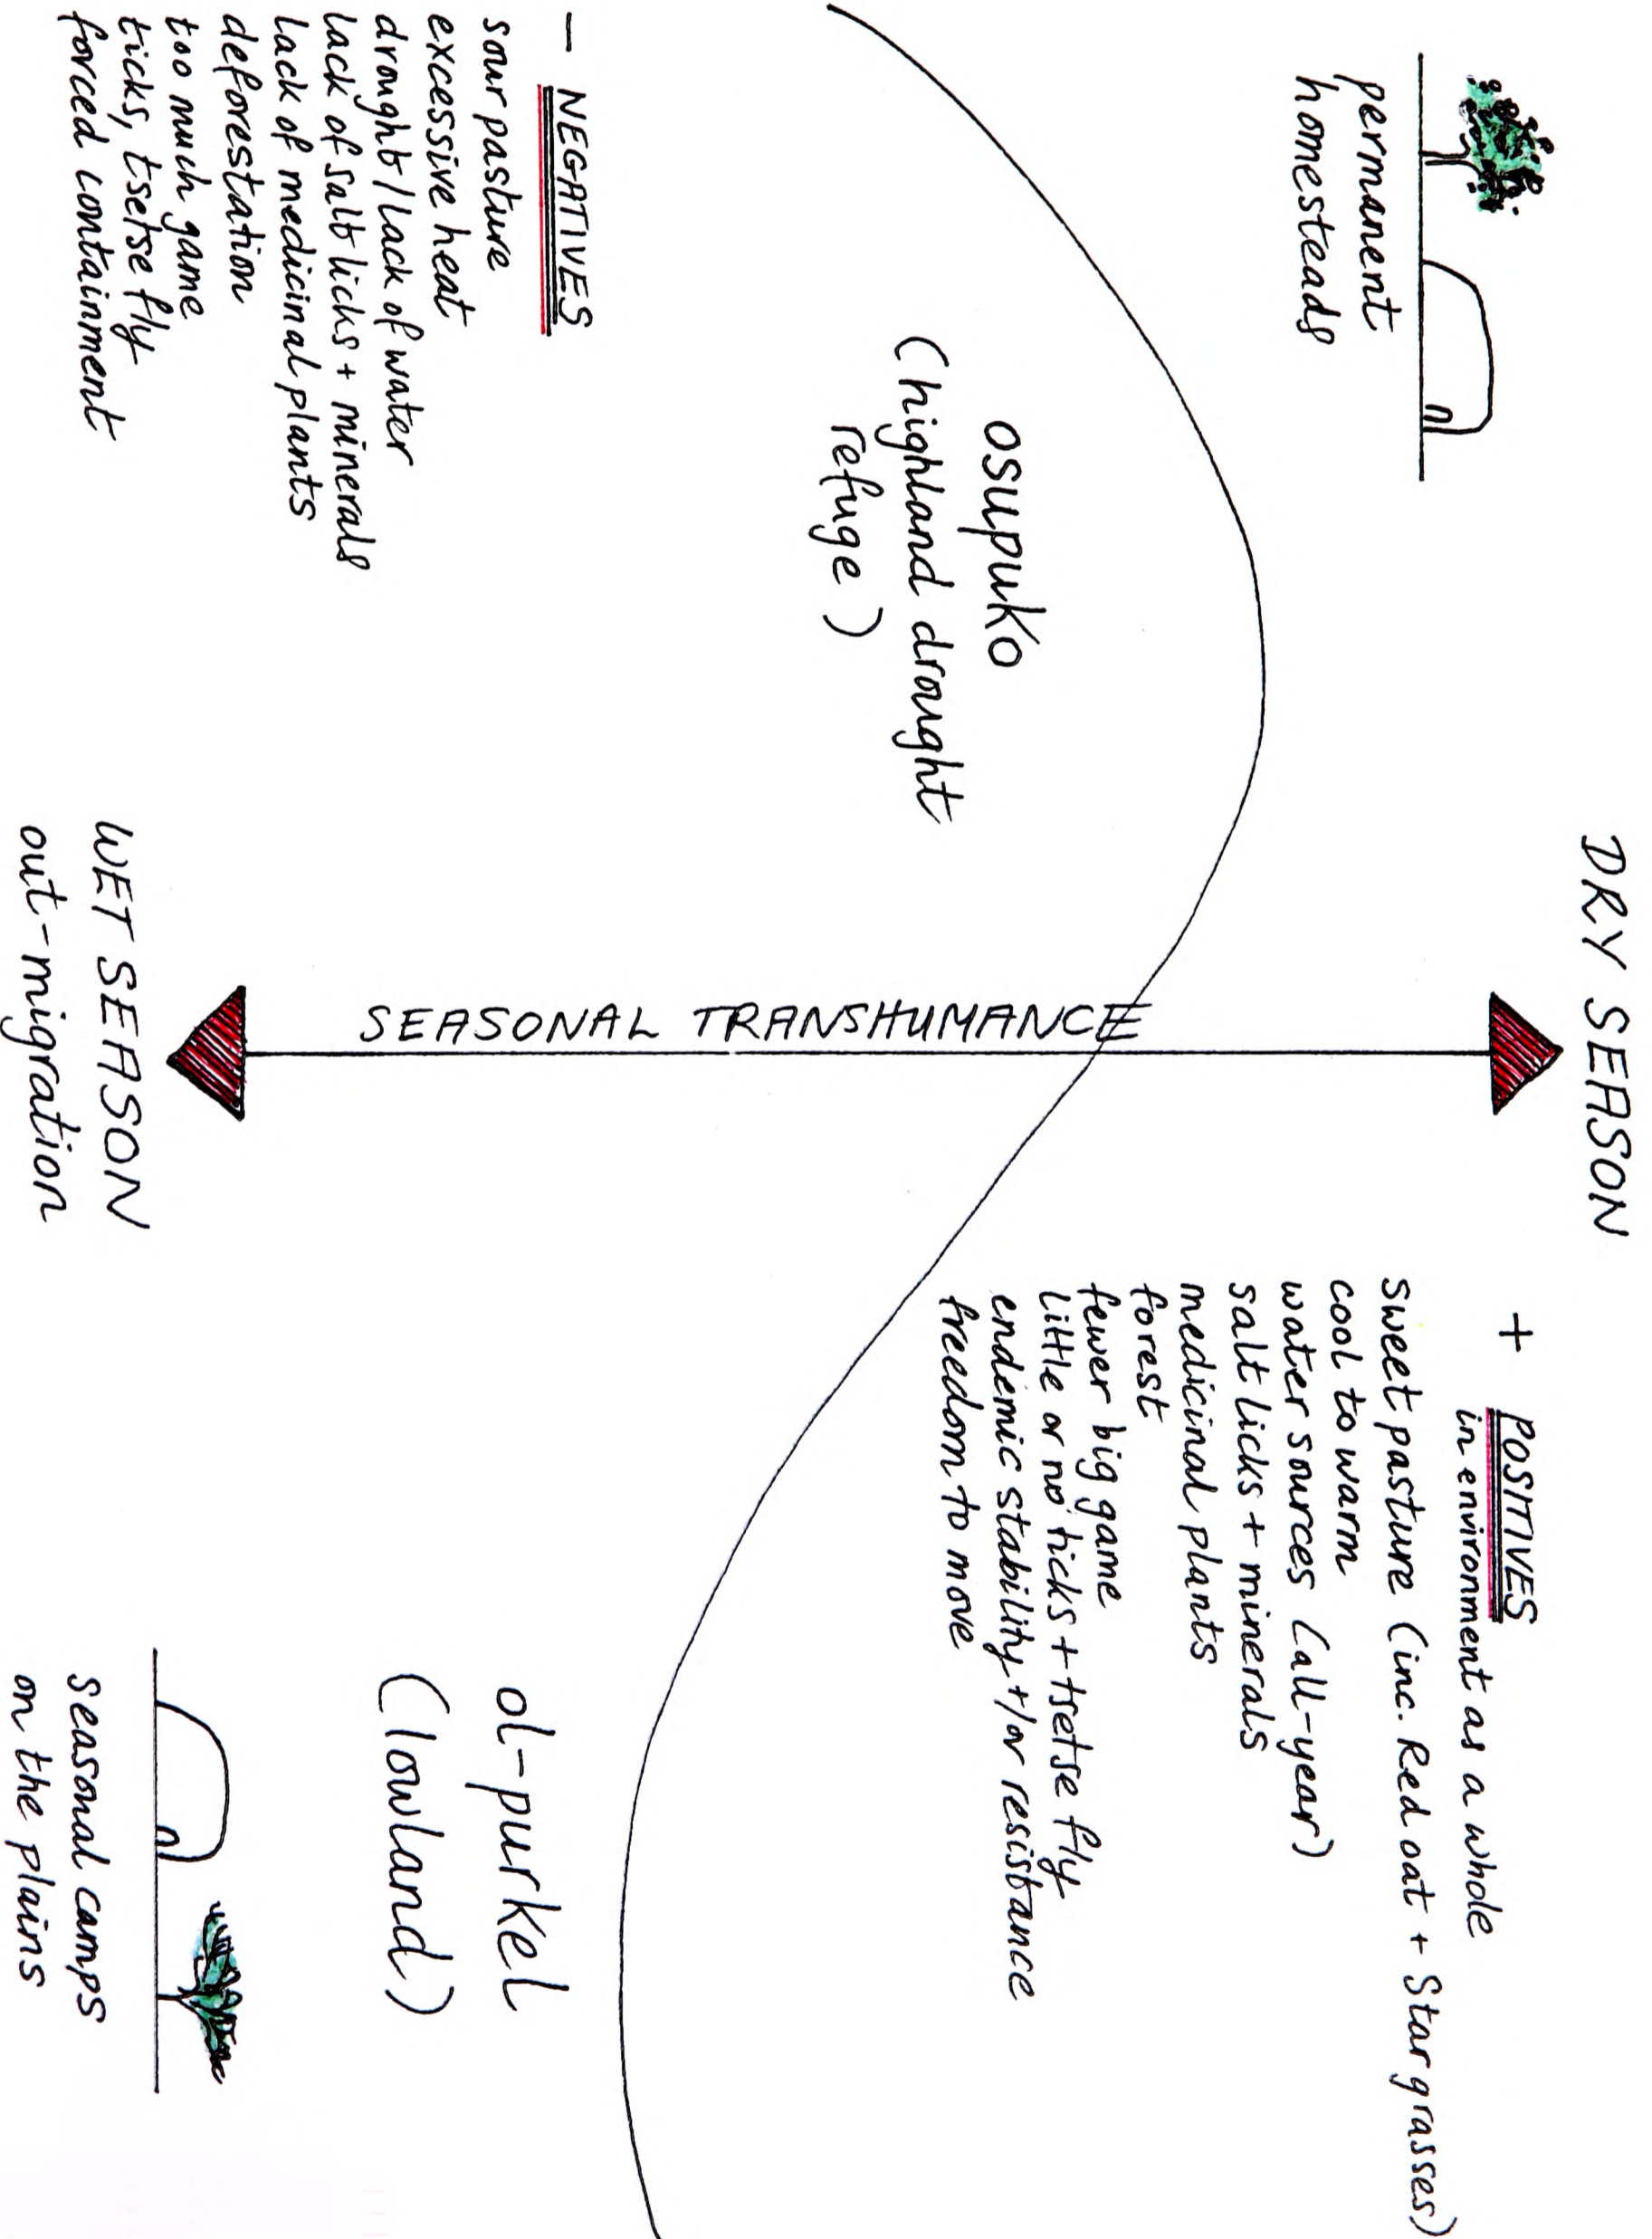 DRY SEASON
permanent
homesteads
+ POSITIVES
in environment as a whole
sweet pasture (inc. Red oat + Star grasses)
cool to warm
water sources (all-year)
salt licks + minerals
medicinal plants
forest
fewer big game
little or no ticks + tsetse fly
endemic stability +/or resistance
freedom to move
osupuko
(highland drought
refuge)
SEASONAL TRANSHUMANCE
ol-purkel
(lowland)
- NEGATIVES
sour pasture
excessive heat
drought/lack of water
lack of salt licks + minerals
lack of medicinal plants
deforestation
too much game
ticks, tsetse fly
forced containment
WET SEASON
out-migration
seasonal camps
on the plains